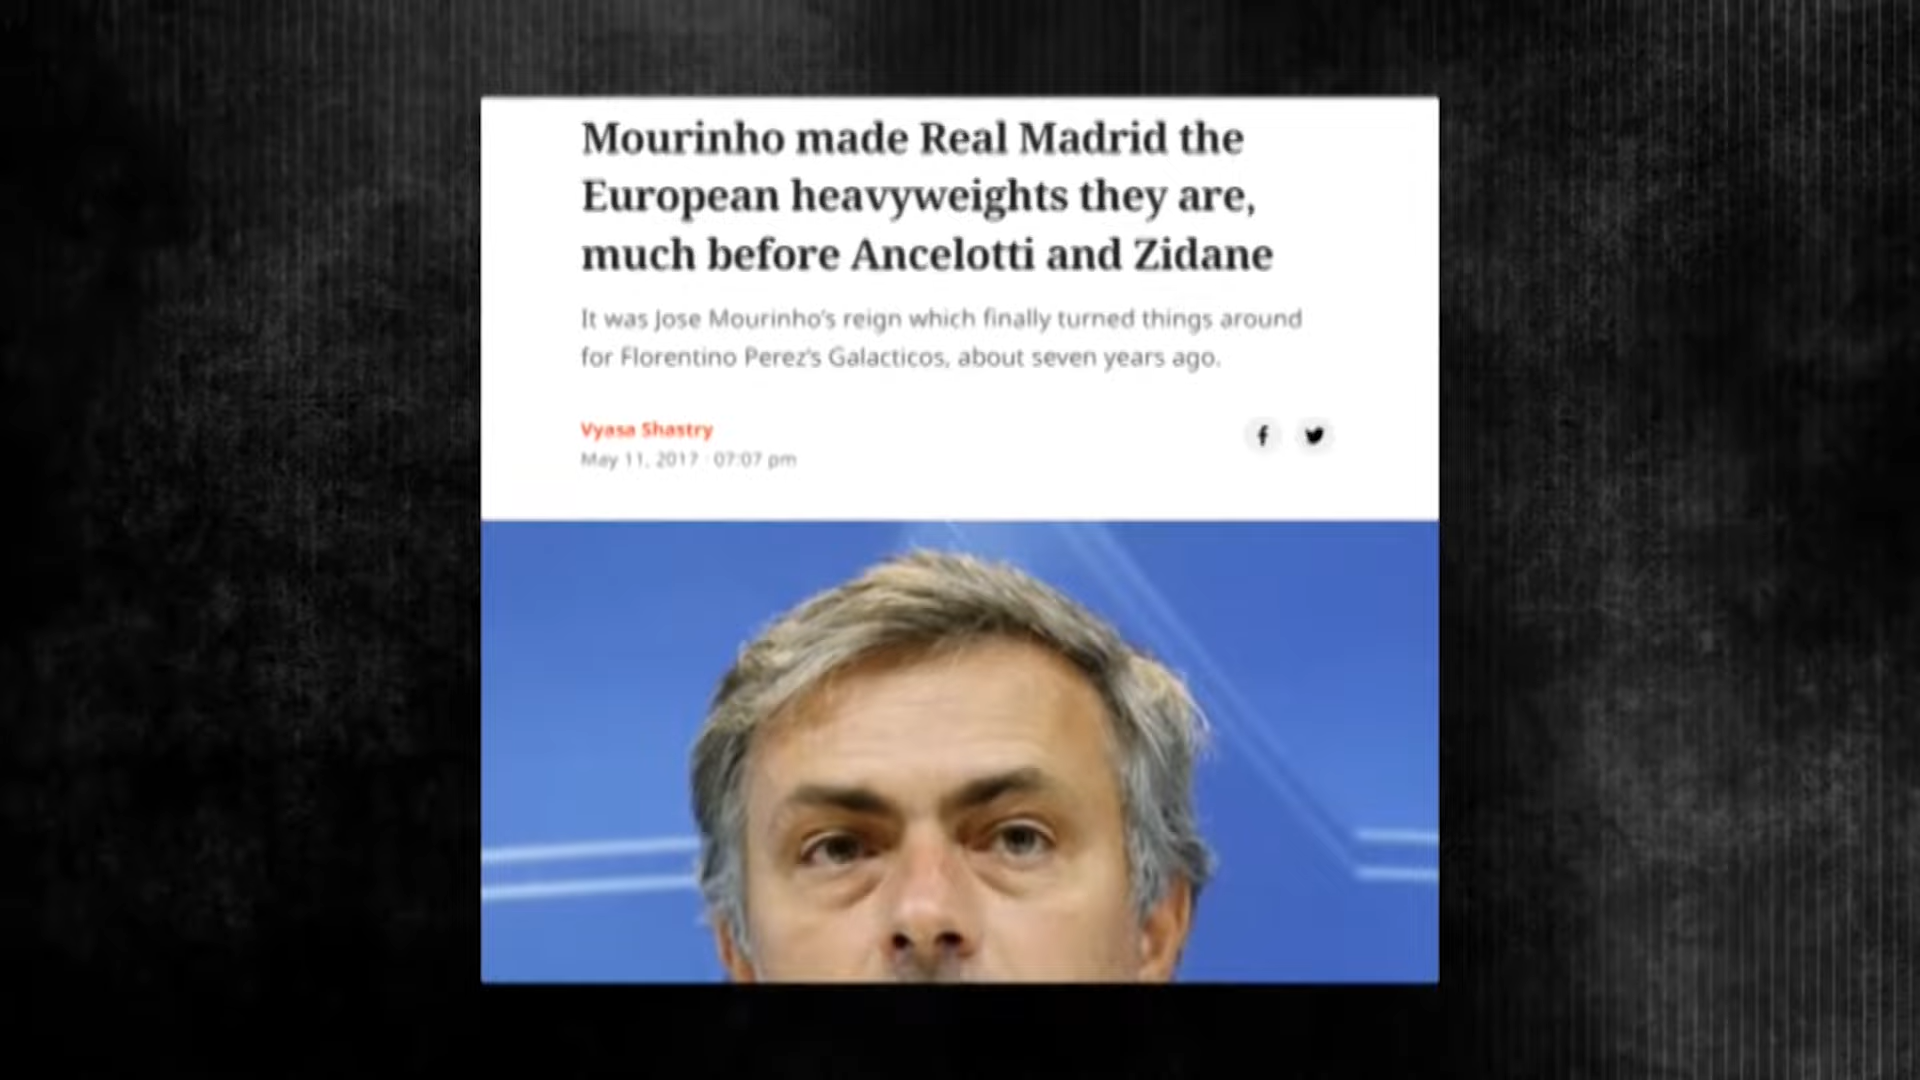 Mourinho made Real Madrid the
European heavyweights they are,
much before Ancelotti and Zidane
It was Jose Mourinho's reign which finally turned things around
for Florentino Perez's Galacticos, about seven years ago.
Vyasa Shastry
May 11, 2017 · 07:07 pm